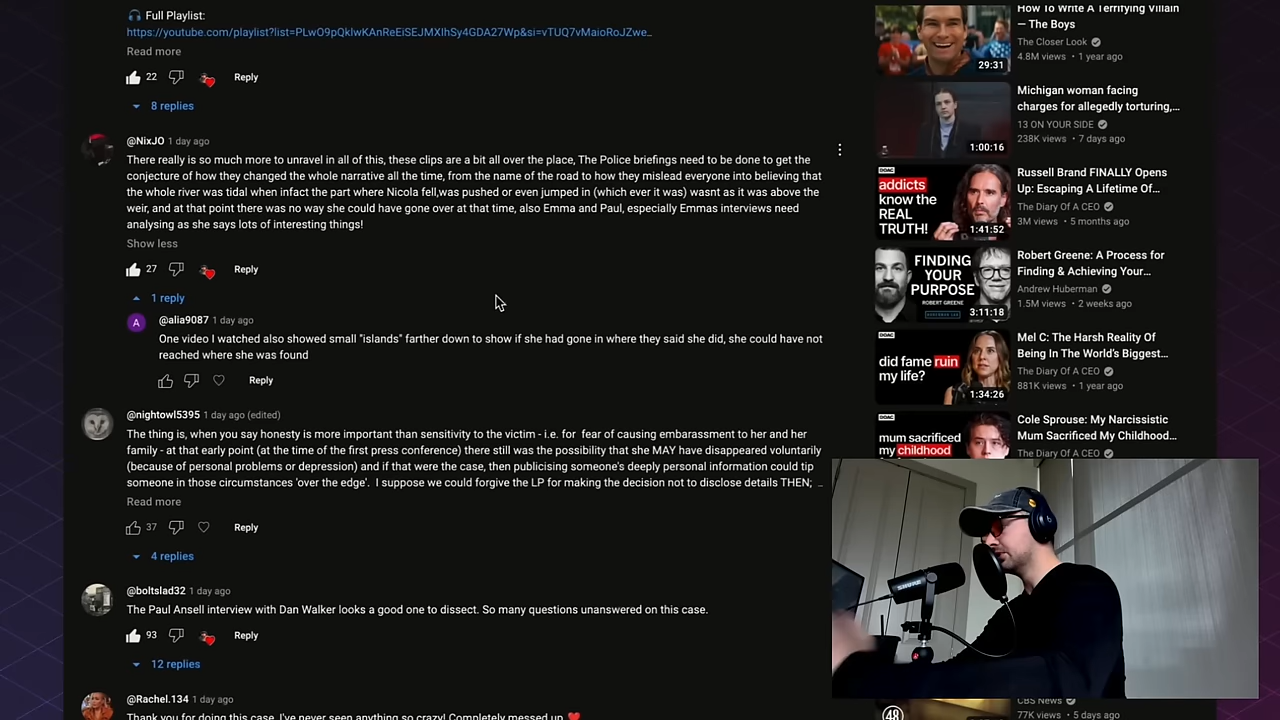 🎧 Full Playlist:
https://youtube.com/playlist?list=PLwO9pQklwKAnReEiSEJMXIhSy4GDA27Wp&si=vTUQ7vMaioRoJZwe...
Read more
22 Reply
8 replies
@NixJO 1 day ago
There really is so much more to unravel in all of this, these clips are a bit all over the place, The Police briefings need to be done to get the
conjecture of how they changed the whole narrative all the time, from the name of the road to how they mislead everyone into believing that
the whole river was tidal when infact the part where Nicola fell,was pushed or even jumped in (which ever it was) wasnt as it was above the
weir, and at that point there was no way she could have gone over at that time, also Emma and Paul, especially Emmas interviews need
analysing as she says lots of interesting things!
Show less
27 Reply
1 reply
A
@alia9087 1 day ago
One video I watched also showed small "islands" farther down to show if she had gone in where they said she did, she could have not
reached where she was found
Reply
@nightowl5395 1 day ago (edited)
The thing is, when you say honesty is more important than sensitivity to the victim - i.e. for fear of causing embarrassment to her and her
family - at that early point (at the time of the first press conference) there still was the possibility that she MAY have disappeared voluntarily
(because of personal problems or depression) and if that were the case, then publicising someone's deeply personal information could tip
someone in those circumstances 'over the edge'. I suppose we could forgive the LP for making the decision not to disclose details THEN; ...
Read more
37 Reply
4 replies
@boltslad32 1 day ago
The Paul Ansell interview with Dan Walker looks a good one to dissect. So many questions unanswered on this case.
93 Reply
12 replies
@Rachel.134 1 day ago
Thank you for doing this case. I've never seen anything so crazy! Completely messed up ❤️
29:31
How To Write A Terrifying Villain
— The Boys
The Closer Look
4.8M views • 1 year ago
1:00:16
Michigan woman facing
charges for allegedly torturing,...
13 ON YOUR SIDE
238K views • 7 days ago
DOAC
addicts
know the
REAL
TRUTH!
1:41:52
Russell Brand FINALLY Opens
Up: Escaping A Lifetime Of...
The Diary Of A CEO
3M views • 5 months ago
FINDING
YOUR
PURPOSE
ROBERT GREENE
3:11:18
Robert Greene: A Process for
Finding & Achieving Your...
Andrew Huberman
1.5M views • 2 weeks ago
DOAC
did fame ruin
my life?
1:34:26
Mel C: The Harsh Reality Of
Being In The World's Biggest...
The Diary Of A CEO
881K views • 1 year ago
DOAC
mum sacrificed
my childhood
Cole Sprouse: My Narcissistic
Mum Sacrificed My Childhood...
The Diary Of A CEO
SHURE
48
CBS News
77K views • 5 days ago